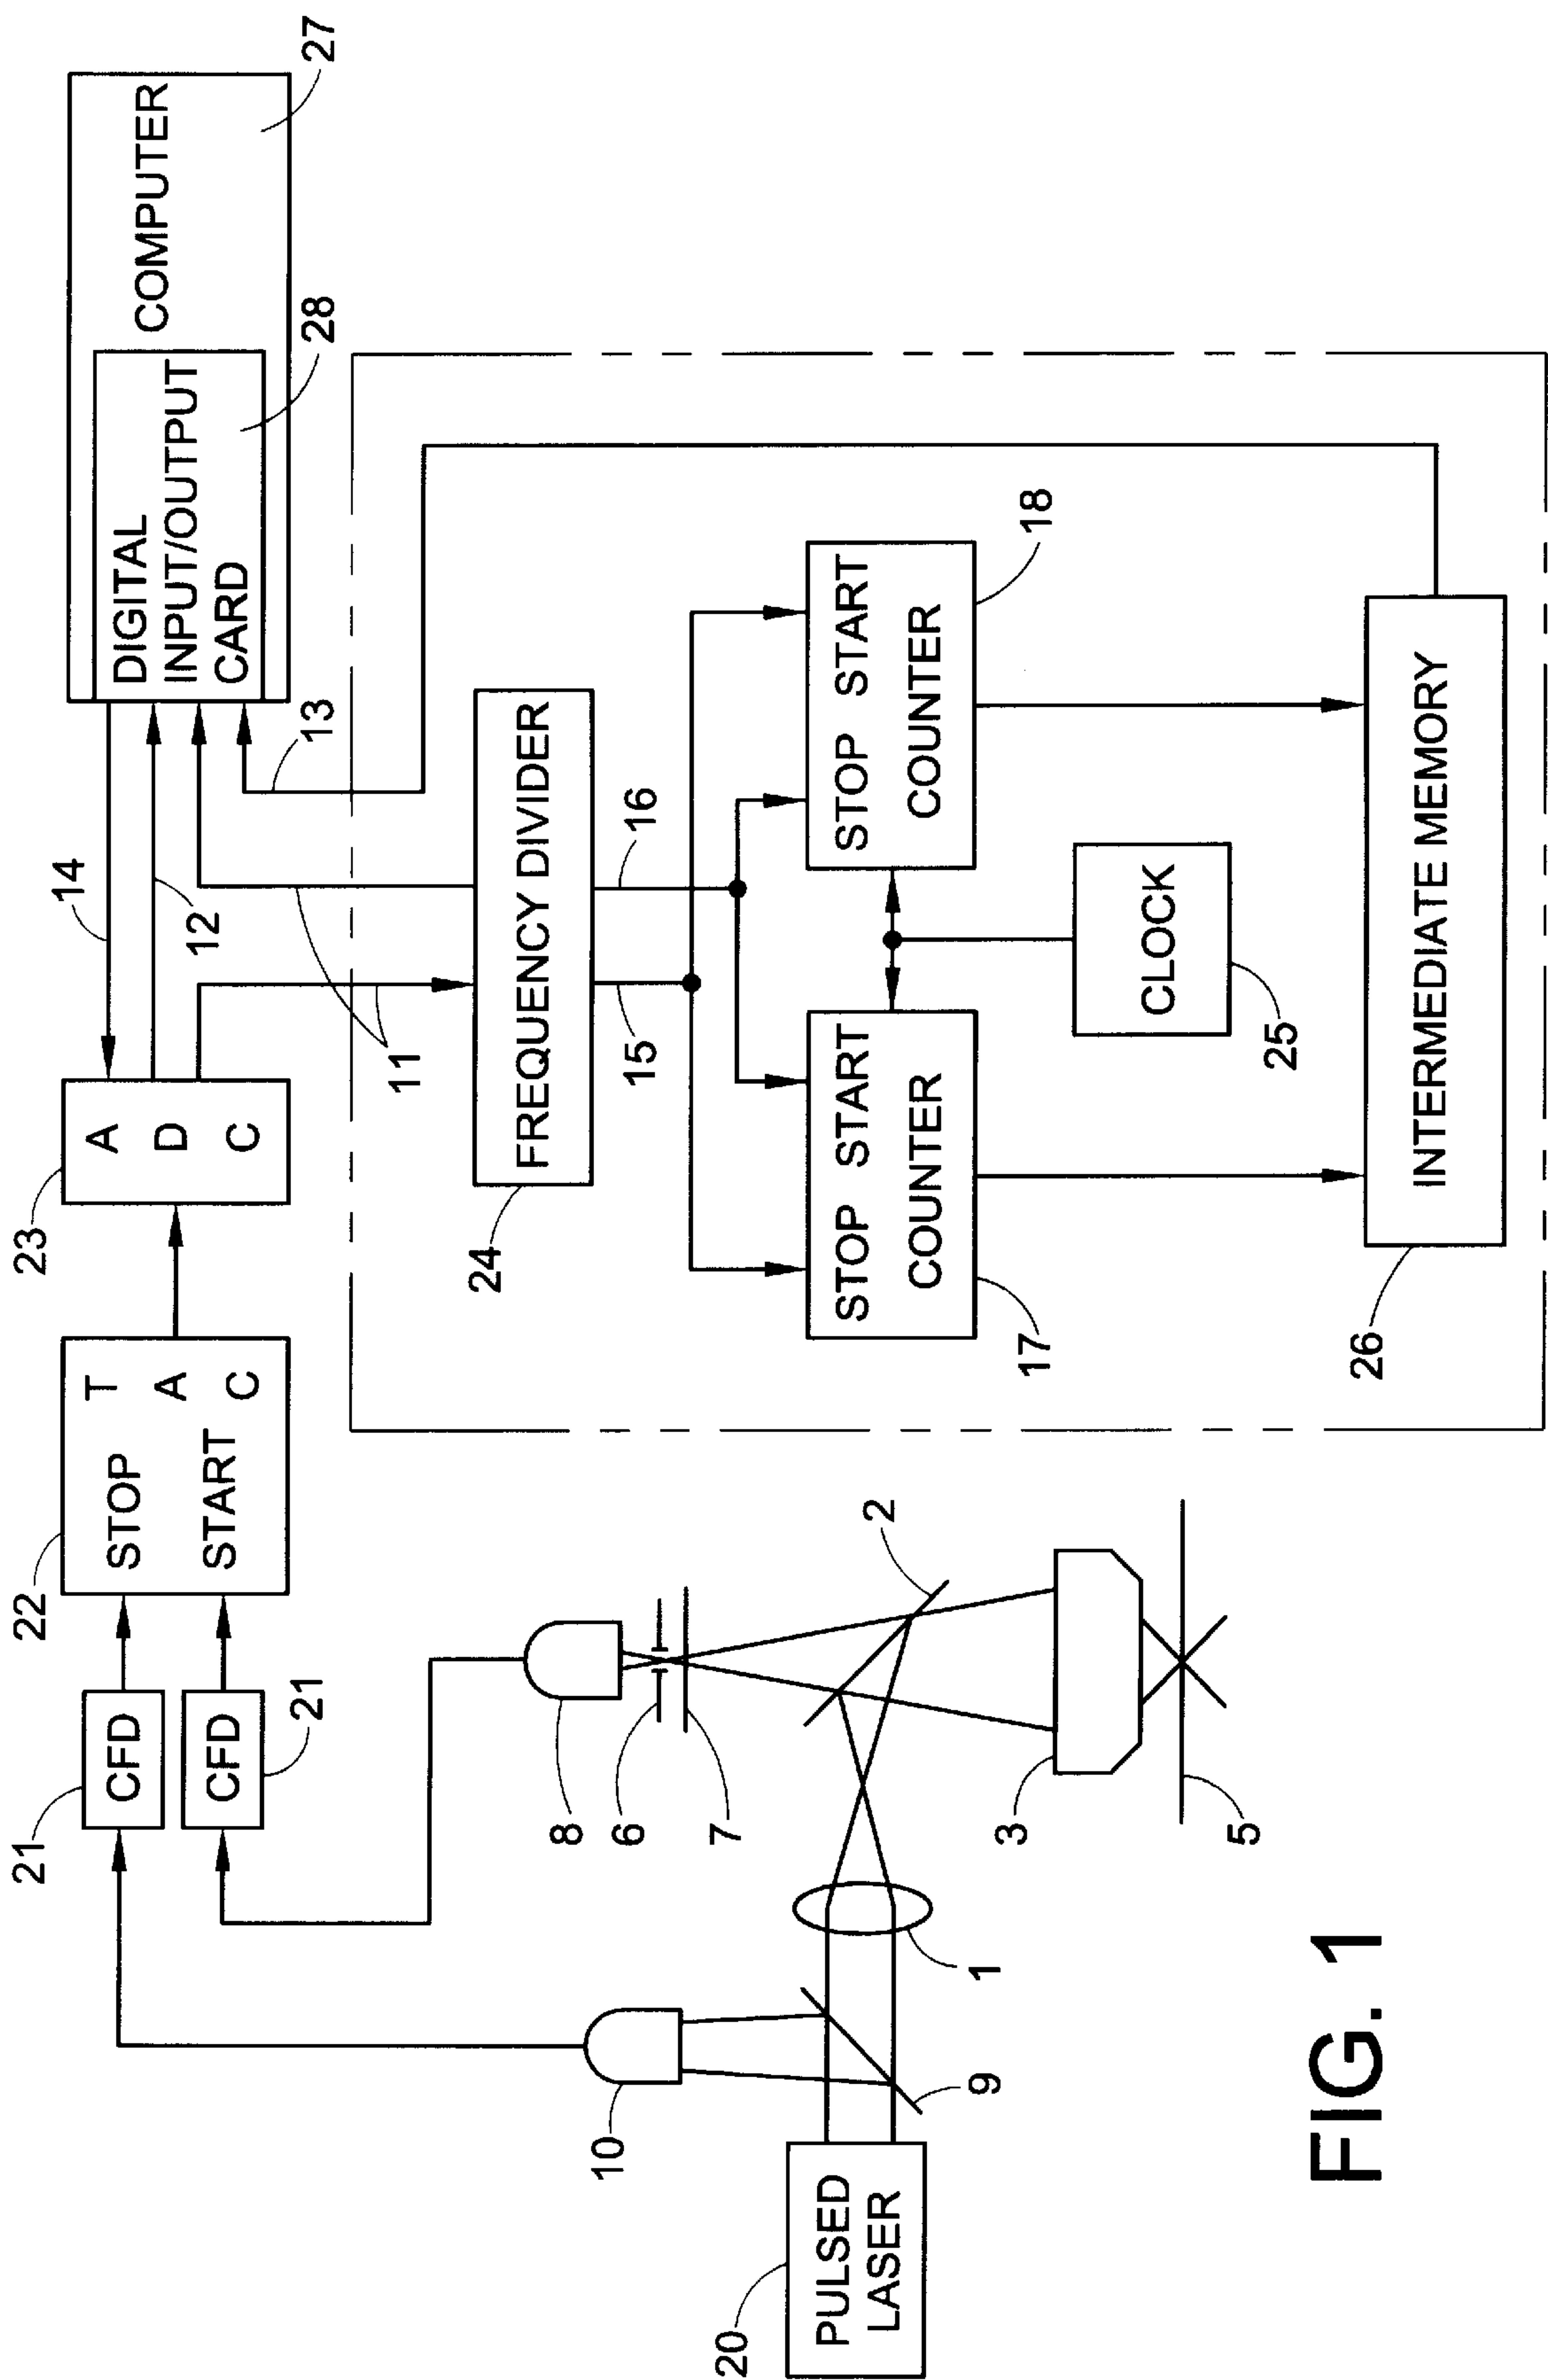 21
CFD
CFD
21
22
STOP
START
T
A
C
23
A
D
C
14
12
11
DIGITAL
INPUT/OUTPUT
CARD
COMPUTER
28
27
13
24
FREQUENCY DIVIDER
15
16
STOP START
COUNTER
17
STOP START
COUNTER
18
CLOCK
25
INTERMEDIATE MEMORY
26
20
PULSED
LASER
10
9
1
8
6
7
2
3
5
FIG. 1